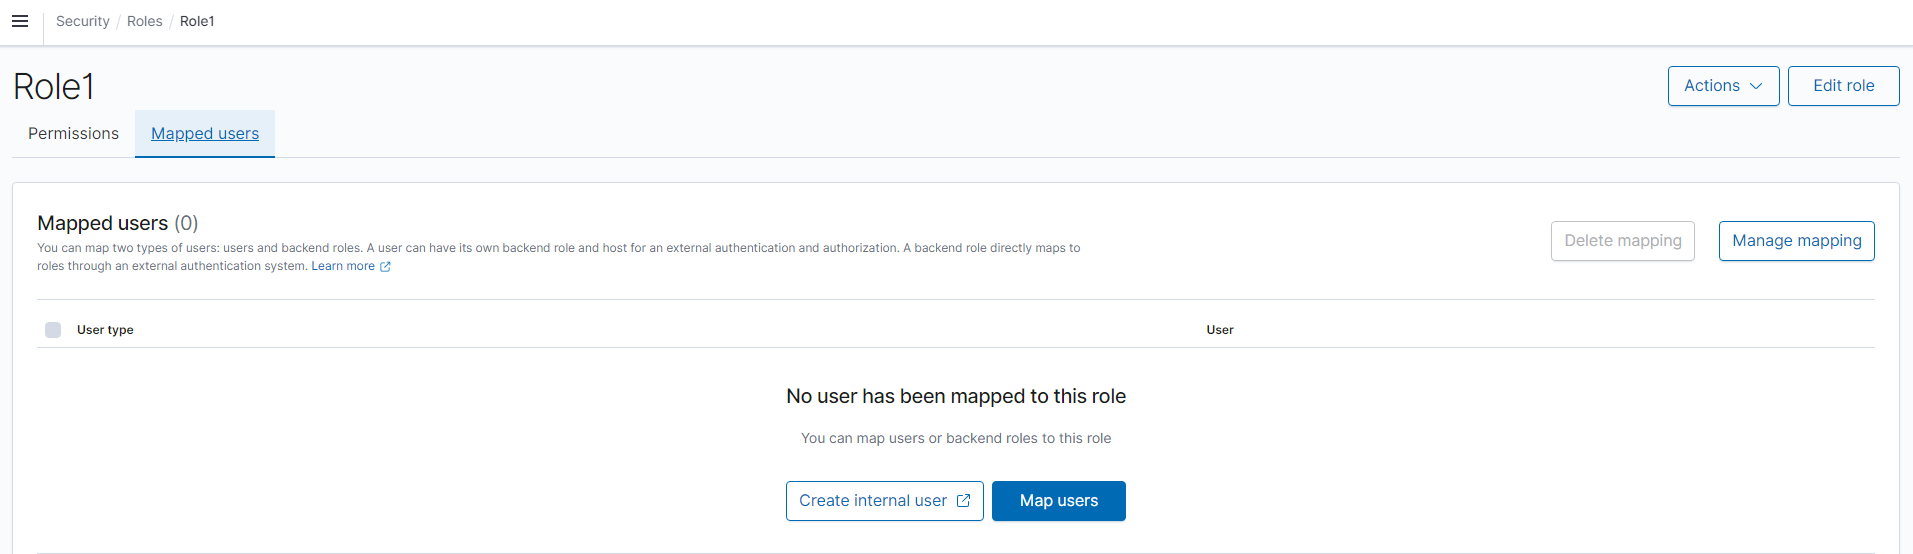 Security / Roles / Role1
Role1
Actions
Edit role
Permissions
Mapped users
Mapped users (0)
You can map two types of users: users and backend roles. A user can have its own backend role and host for an external authentication and authorization. A backend role directly maps to
roles through an external authentication system. Learn more
Delete mapping
Manage mapping
User type
User
No user has been mapped to this role
You can map users or backend roles to this role
Create internal user
Map users